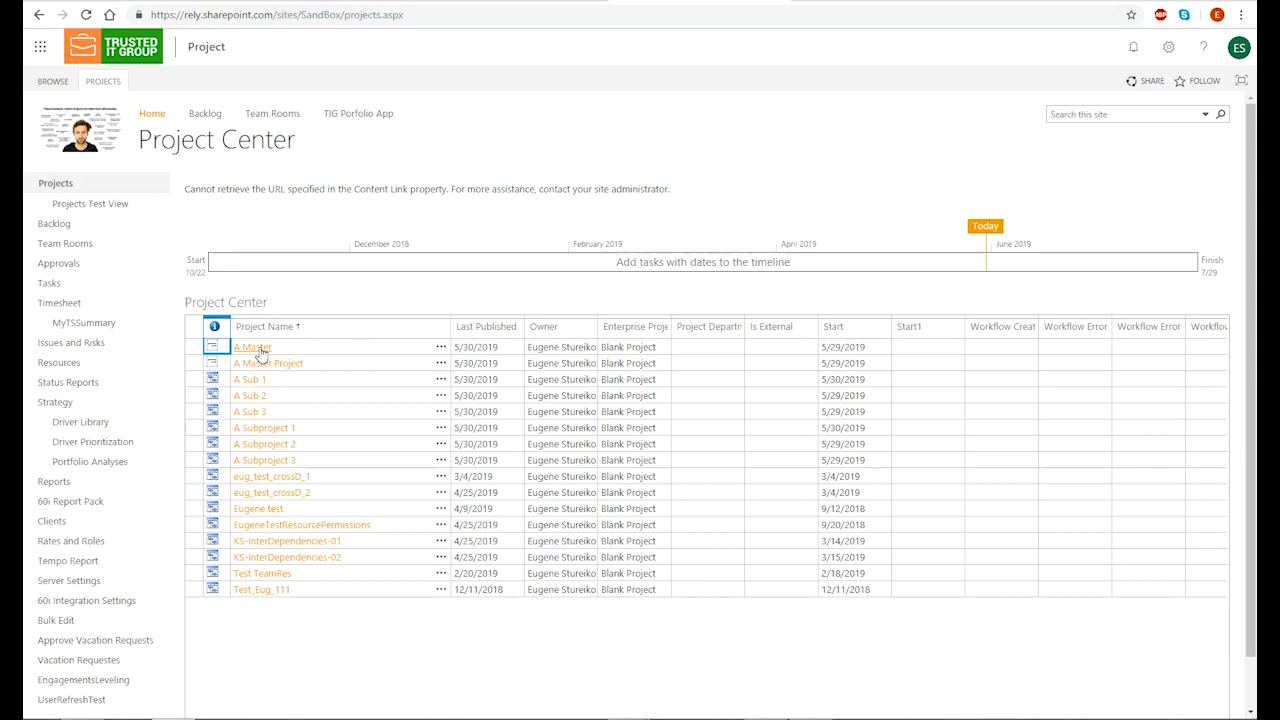 https://rely.sharepoint.com/sites/SandBox/projects.aspx
ABP
E
TRUSTED
IT GROUP
Project
ES
BROWSE
PROJECTS
SHARE
FOLLOW
Home
Backlog
Team Rooms
TIG Porfolio App
Search this site
Project Center
Projects
Projects Test View
Backlog
Team Rooms
Approvals
Tasks
Timesheet
MyTSSummary
Issues and Risks
Resources
Status Reports
Strategy
Driver Library
Driver Prioritization
Portfolio Analyses
Reports
60i Report Pack
Clients
Rates and Roles
Tempo Report
Server Settings
60i Integration Settings
Bulk Edit
Approve Vacation Requests
Vacation Requestes
EngagementsLeveling
UserRefreshTest
Cannot retrieve the URL specified in the Content Link property. For more assistance, contact your site administrator.
Today
December 2018
February 2019
April 2019
June 2019
Start
10/22
Add tasks with dates to the timeline
Finish
7/29
Project Center
Project Name Last Published Owner Enterprise Proje Project Departn Is External Start Start1 Workflow Creat Workflow Error Workflow Error Workflov
A Master ... 5/30/2019 Eugene Stureiko Blank Project 5/29/2019
A Master Project ... 5/30/2019 Eugene Stureiko Blank Project 5/29/2019
A Sub 1 ... 5/30/2019 Eugene Stureiko Blank Project 5/30/2019
A Sub 2 ... 5/30/2019 Eugene Stureiko Blank Project 5/29/2019
A Sub 3 ... 5/30/2019 Eugene Stureiko Blank Project 5/29/2019
A Subproject 1 ... 5/30/2019 Eugene Stureiko Blank Project 5/30/2019
A Subproject 2 ... 5/30/2019 Eugene Stureiko Blank Project 5/29/2019
A Subproject 3 ... 5/30/2019 Eugene Stureiko Blank Project 5/29/2019
eug_test_crossD_1 ... 3/4/2019 Eugene Stureiko Blank Project 3/4/2019
eug_test_crossD_2 ... 4/25/2019 Eugene Stureiko Blank Project 3/4/2019
Eugene test ... 4/9/2019 Eugene Stureiko Blank Project 9/12/2018
EugeneTestResourcePermissions ... 4/25/2019 Eugene Stureiko Blank Project 9/20/2018
KS-InterDependencies-01 ... 4/25/2019 Eugene Stureiko Blank Project 3/14/2019
KS-InterDependencies-02 ... 4/25/2019 Eugene Stureiko Blank Project 3/15/2019
Test TeamRes ... 2/20/2019 Eugene Stureiko Blank Project 2/18/2019
Test_Eug_111 ... 12/11/2018 Eugene Stureiko Blank Project 12/11/2018